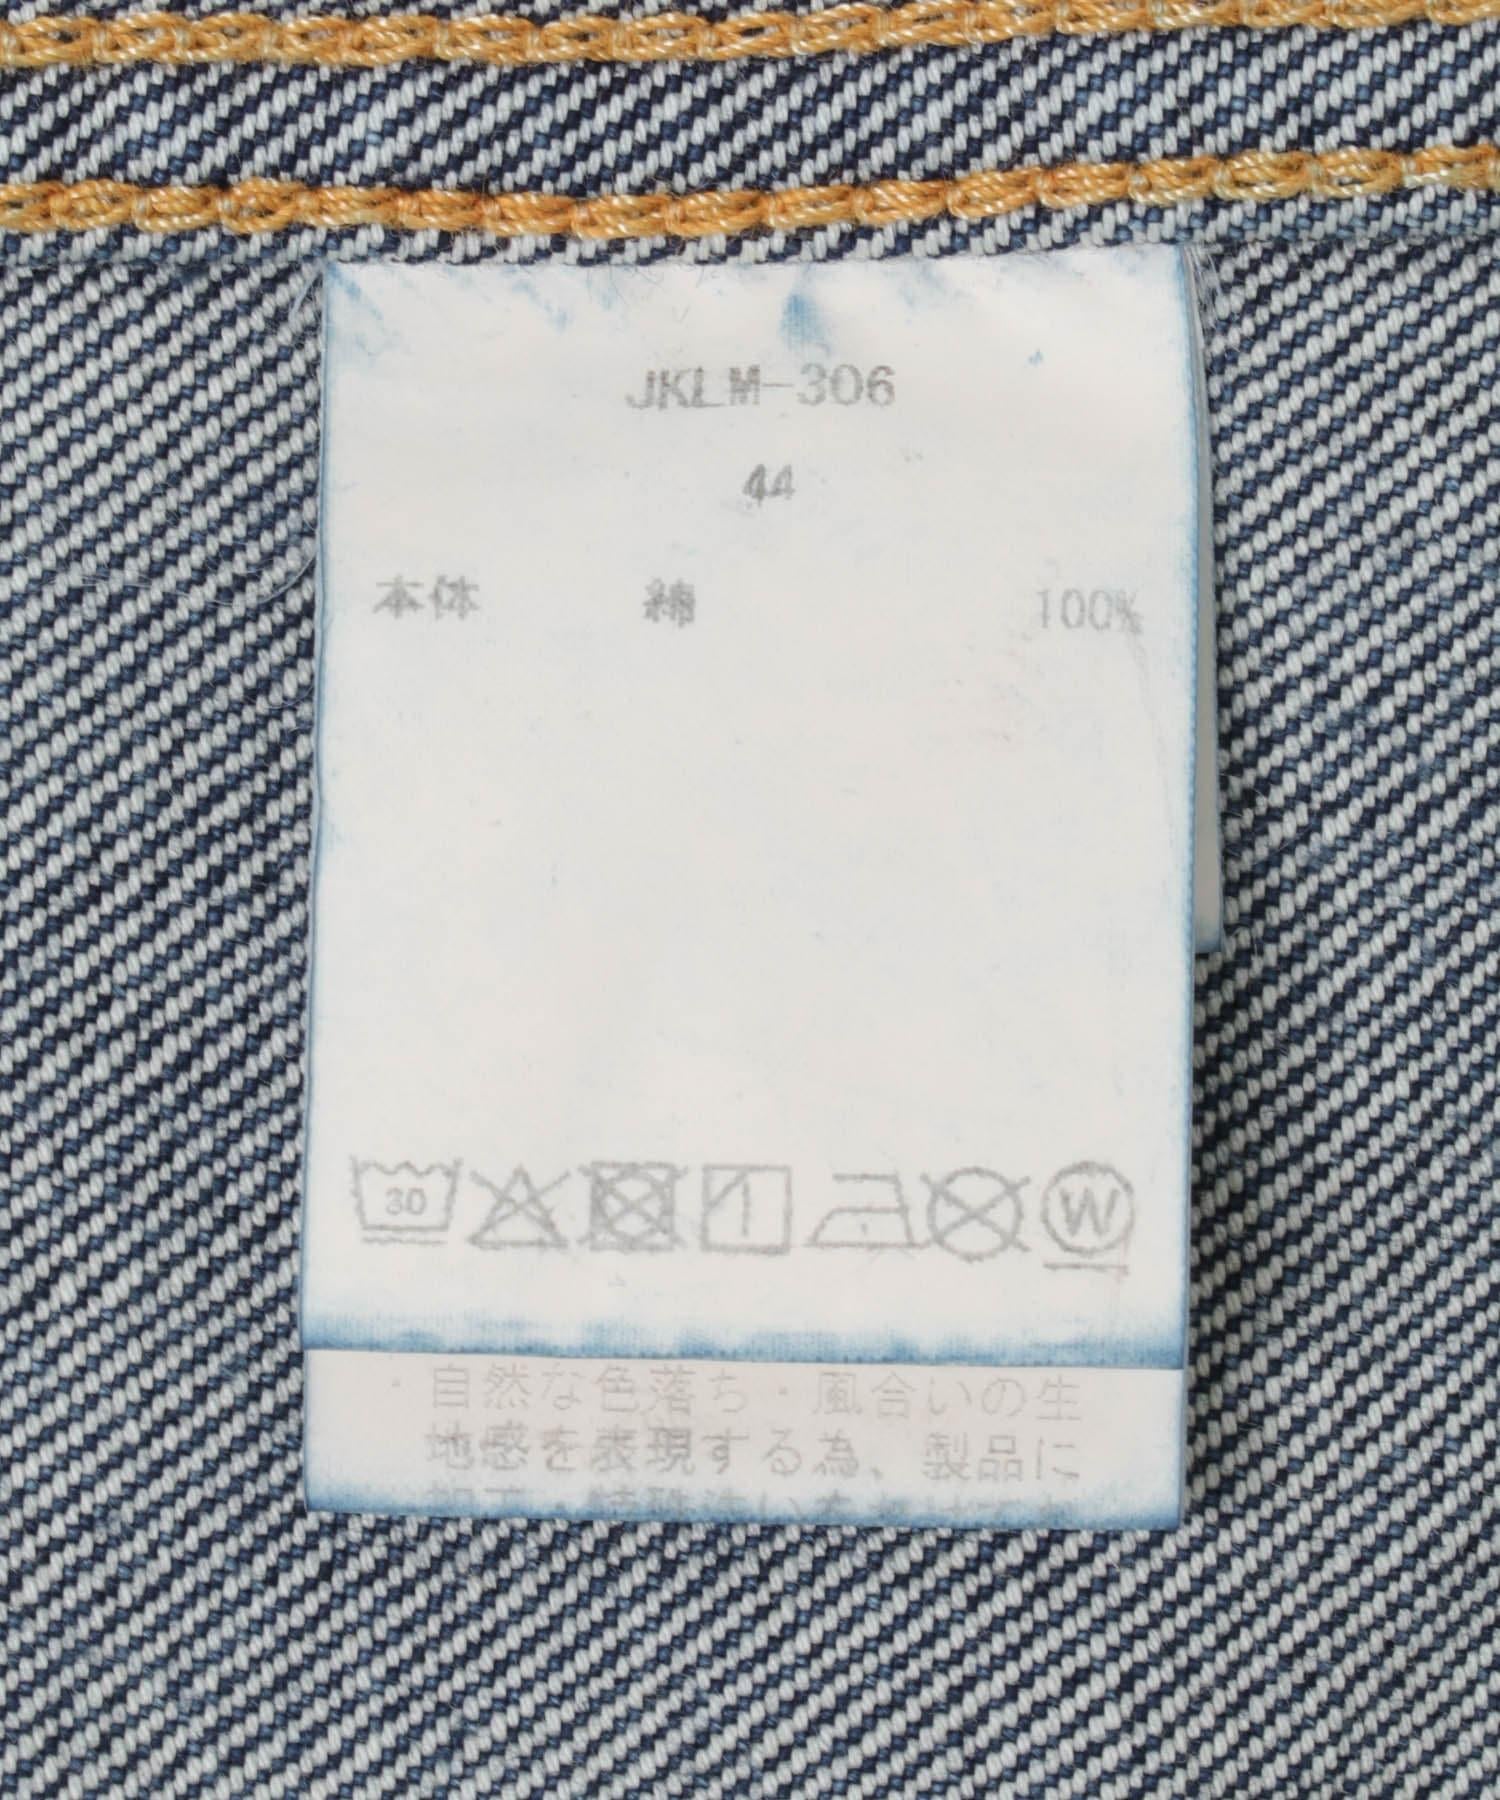 JKLM-306
44
本体 綿 100%
30
W
・自然な色落ち・風合いの生
地感を表現する為、製品に